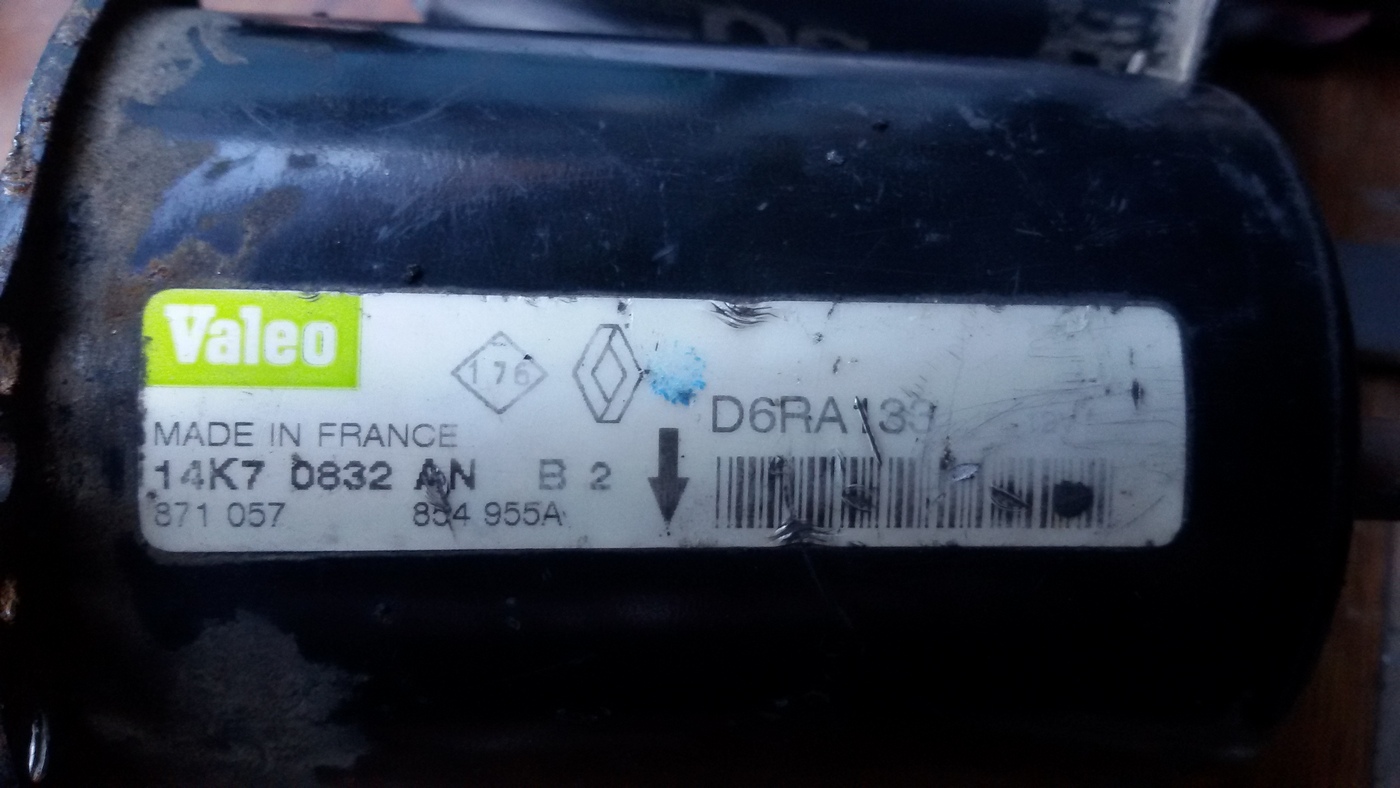 Valeo
176
D6RA133
MADE IN FRANCE
14K7 0832 AN B 2
871 057 854 955A